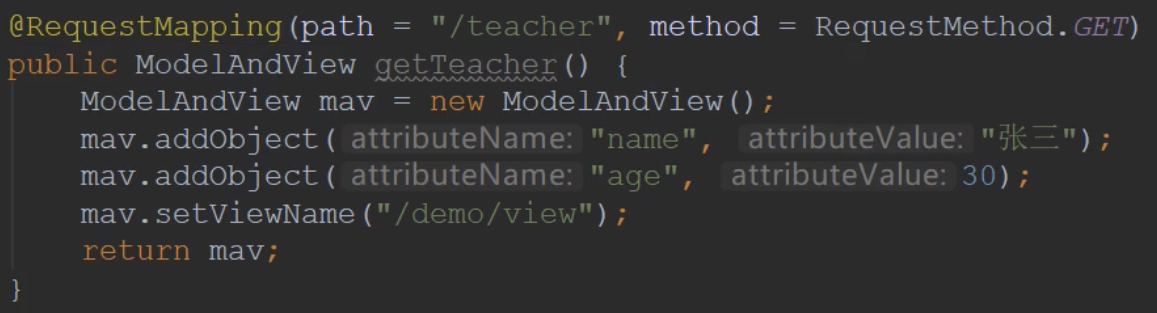 @RequestMapping(path = "/teacher", method = RequestMethod.GET)
public ModelAndView getTeacher() {
ModelAndView mav = new ModelAndView();
mav.addObject( attributeName: "name", attributeValue: "张三");
mav.addObject( attributeName: "age", attributeValue: 30);
mav.setViewName("/demo/view");
return mav;
}